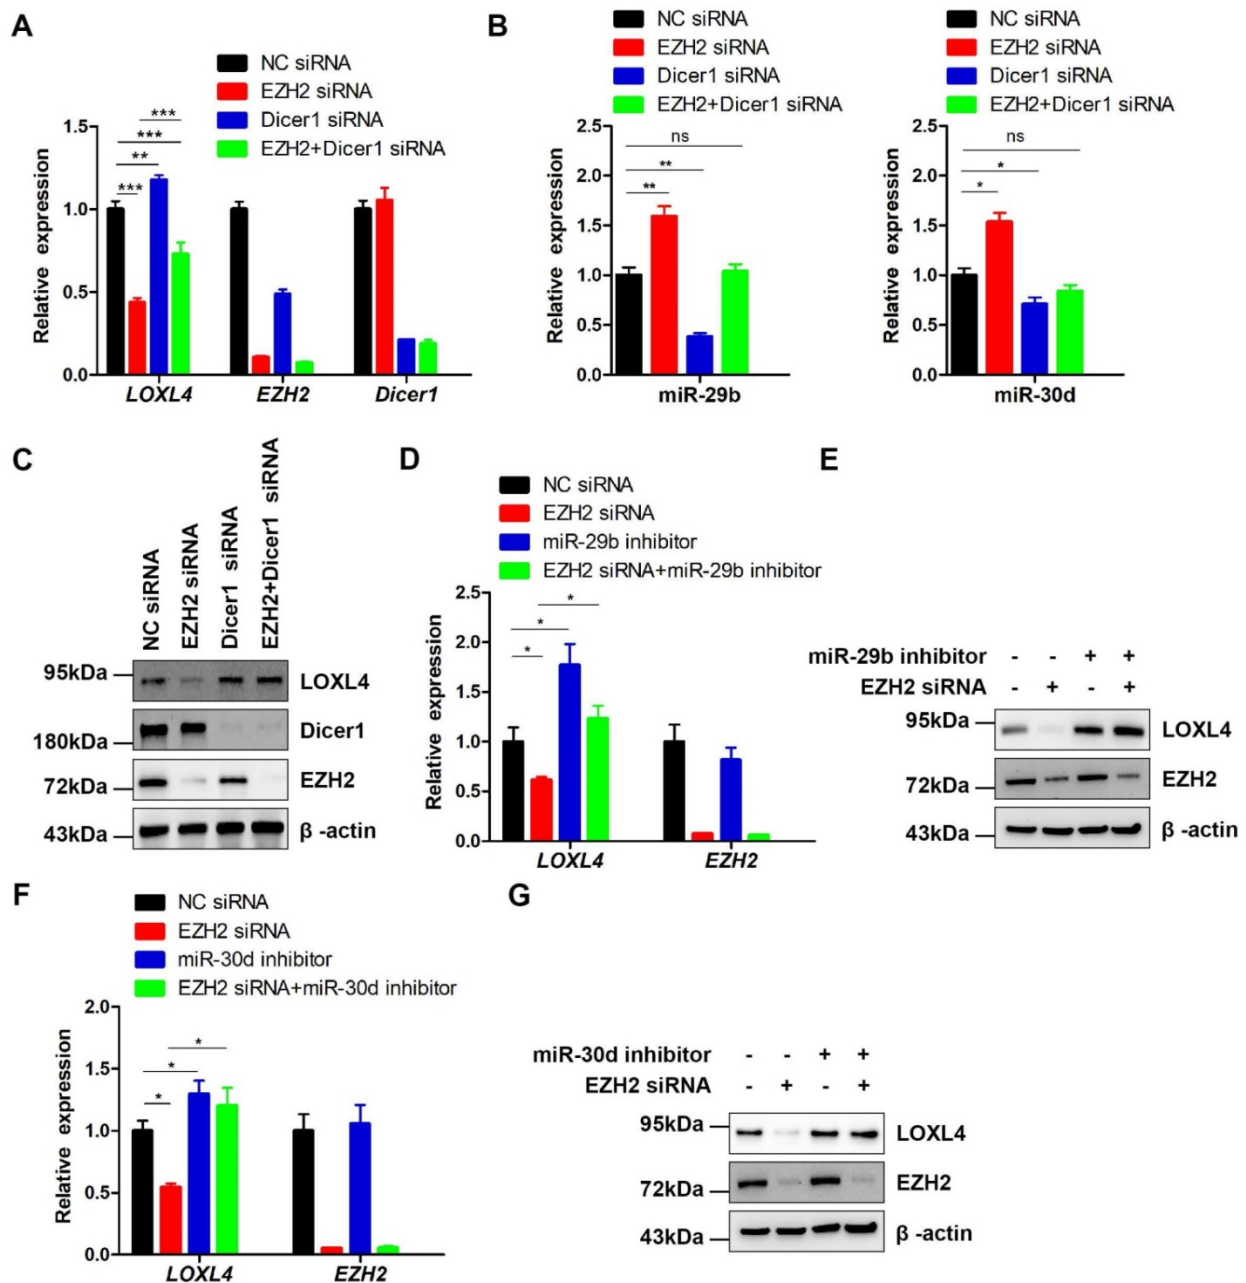 A
NC siRNA
EZH2 siRNA
Dicer1 siRNA
EZH2+Dicer1 siRNA
Relative expression
1.5
1.0
0.5
0.0
***
***
**
***
LOXL4
EZH2
Dicer1
B
NC siRNA
EZH2 siRNA
Dicer1 siRNA
EZH2+Dicer1 siRNA
Relative expression
2.5
2.0
1.5
1.0
0.5
0.0
ns
**
**
miR-29b
NC siRNA
EZH2 siRNA
Dicer1 siRNA
EZH2+Dicer1 siRNA
Relative expression
2.5
2.0
1.5
1.0
0.5
0.0
ns
*
*
miR-30d
C
NC siRNA
EZH2 siRNA
Dicer1 siRNA
EZH2+Dicer1 siRNA
95kDa
LOXL4
Dicer1
180kDa
EZH2
72kDa
43kDa
β -actin
D
NC siRNA
EZH2 siRNA
miR-29b inhibitor
EZH2 siRNA+miR-29b inhibitor
Relative expression
2.5
2.0
1.5
1.0
0.5
0.0
*
*
*
LOXL4
EZH2
E
miR-29b inhibitor - - + +
EZH2 siRNA - + - +
95kDa
LOXL4
72kDa
EZH2
43kDa
β -actin
F
NC siRNA
EZH2 siRNA
miR-30d inhibitor
EZH2 siRNA+miR-30d inhibitor
Relative expression
2.0
1.5
1.0
0.5
0.0
*
*
*
LOXL4
EZH2
G
miR-30d inhibitor - - + +
EZH2 siRNA - + - +
95kDa
LOXL4
72kDa
EZH2
43kDa
β -actin